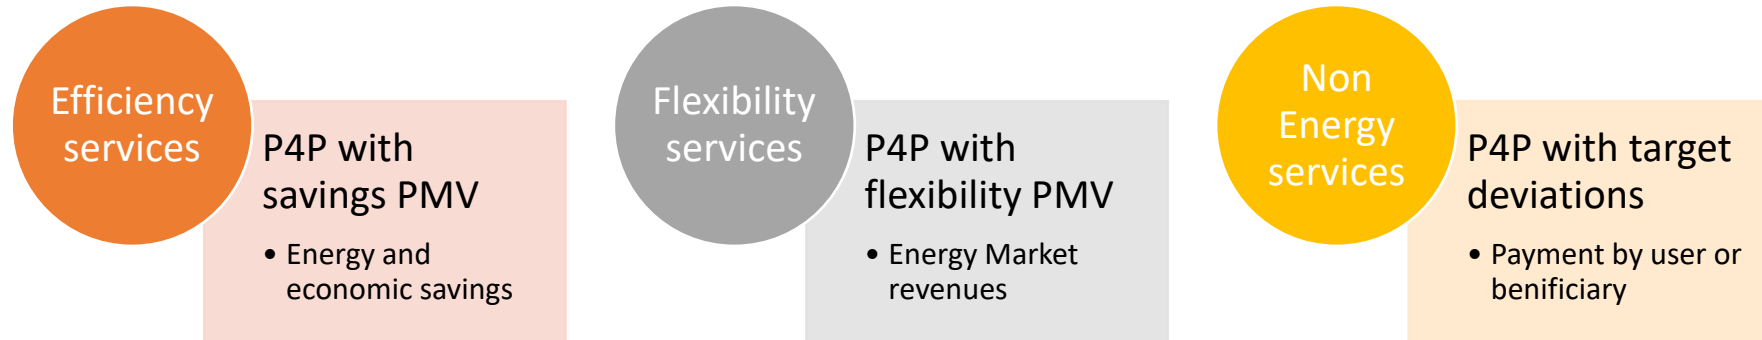 Efficiency
services
P4P with
savings PMV
• Energy and
economic savings
Flexibility
services
P4P with
flexibility PMV
• Energy Market
revenues
Non
Energy
services
P4P with target
deviations
• Payment by user or
benificiary